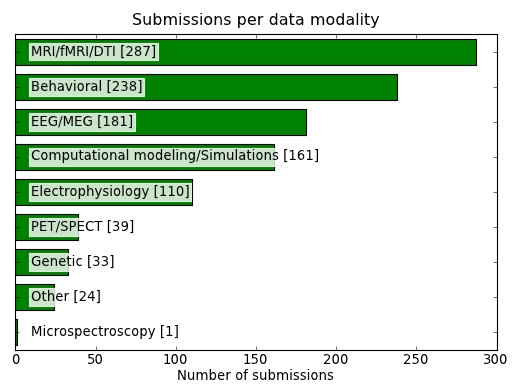 Submissions per data modality
MRI/fMRI/DTI [287]
Behavioral [238]
EEG/MEG [181]
Computational modeling/Simulations [161]
Electrophysiology [110]
PET/SPECT [39]
Genetic [33]
Other [24]
Microspectroscopy [1]
0 50 100 150 200 250 300
Number of submissions